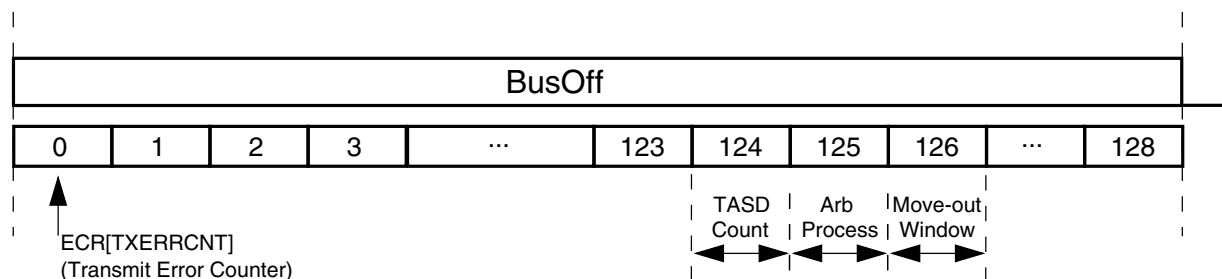 BusOff
0 1 2 3 ... 123 124 125 126 ... 128
TASD Arb Move-out
Count Process Window
ECR[TXERRCNT]
(Transmit Error Counter)